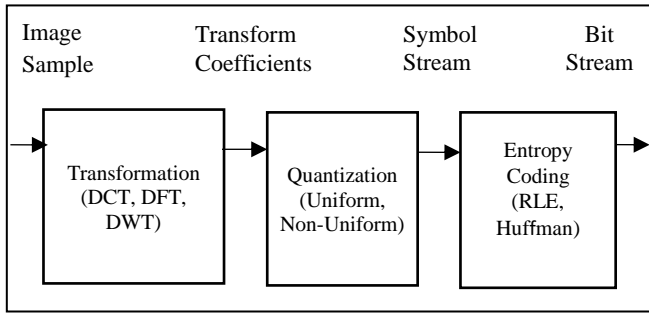 Image
Sample
Transform
Coefficients
Symbol
Stream
Bit
Stream
Transformation
(DCT, DFT,
DWT)
Quantization
(Uniform,
Non-Uniform)
Entropy
Coding
(RLE,
Huffman)